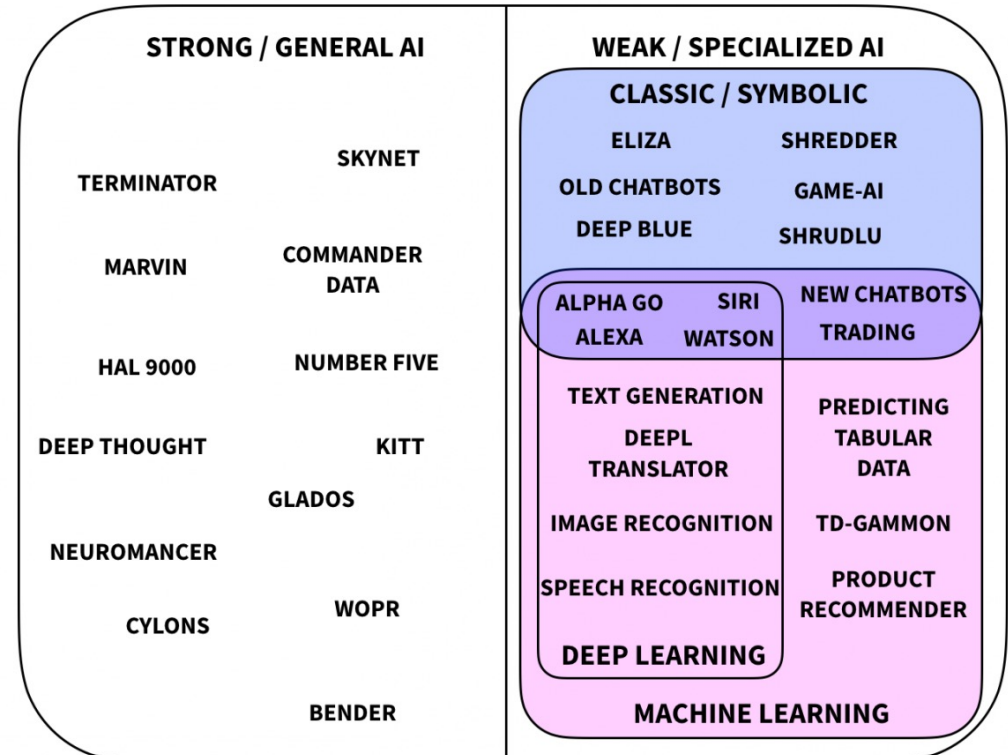 STRONG / GENERAL AI
SKYNET
TERMINATOR
MARVIN
COMMANDER
DATA
HAL 9000
NUMBER FIVE
DEEP THOUGHT
KITT
GLADOS
NEUROMANCER
WOPR
CYLONS
BENDER
WEAK / SPECIALIZED AI
CLASSIC / SYMBOLIC
ELIZA
SHREDDER
OLD CHATBOTS
GAME-AI
DEEP BLUE
SHRUDLU
ALPHA GO
SIRI
NEW CHATBOTS
ALEXA
WATSON
TRADING
TEXT GENERATION
DEEPL
TRANSLATOR
IMAGE RECOGNITION
SPEECH RECOGNITION
DEEP LEARNING
PREDICTING
TABULAR
DATA
TD-GAMMON
PRODUCT
RECOMMENDER
MACHINE LEARNING